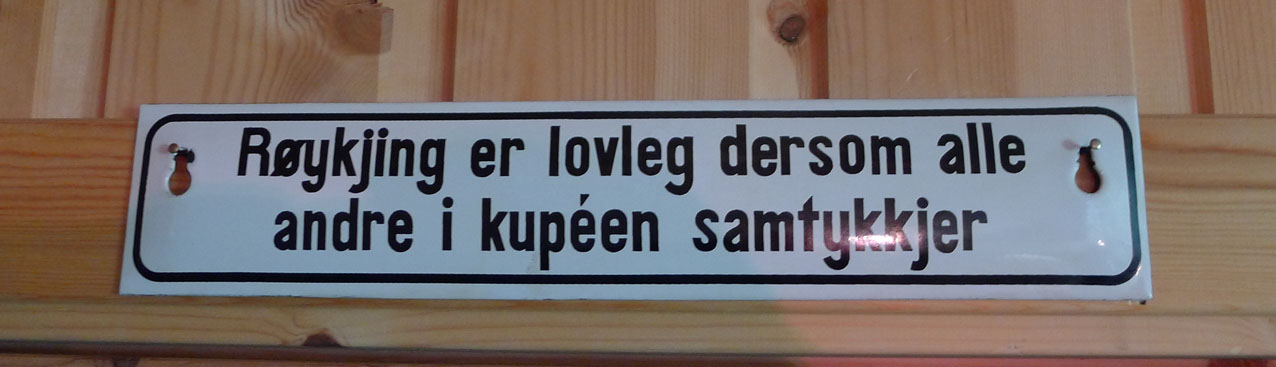 Røykjing er lovleg dersom alle
andre i kupéen samtykkjer